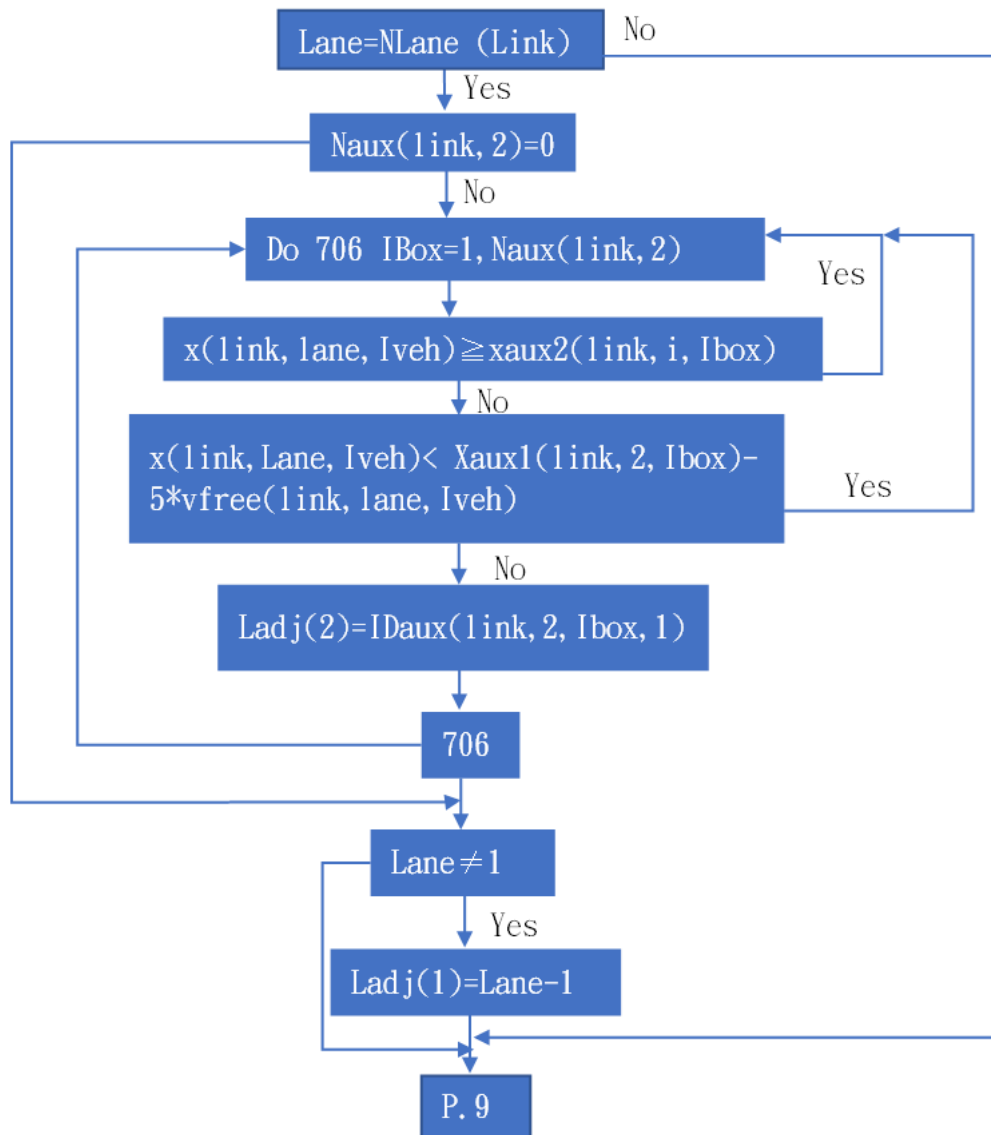 Lane=NLane (Link)
No
Yes
Naux(link,2)=0
No
Do 706 IBox=1,Naux(link,2)
Yes
x(link,lane,Iveh)≧xaux2(link,i,Ibox)
No
x(link,Lane,Iveh)< Xaux1(link,2,Ibox)-
5*vfree(link,lane,Iveh)
Yes
No
Ladj(2)=IDaux(link,2,Ibox,1)
706
Lane≠1
Yes
Ladj(1)=Lane-1
P.9